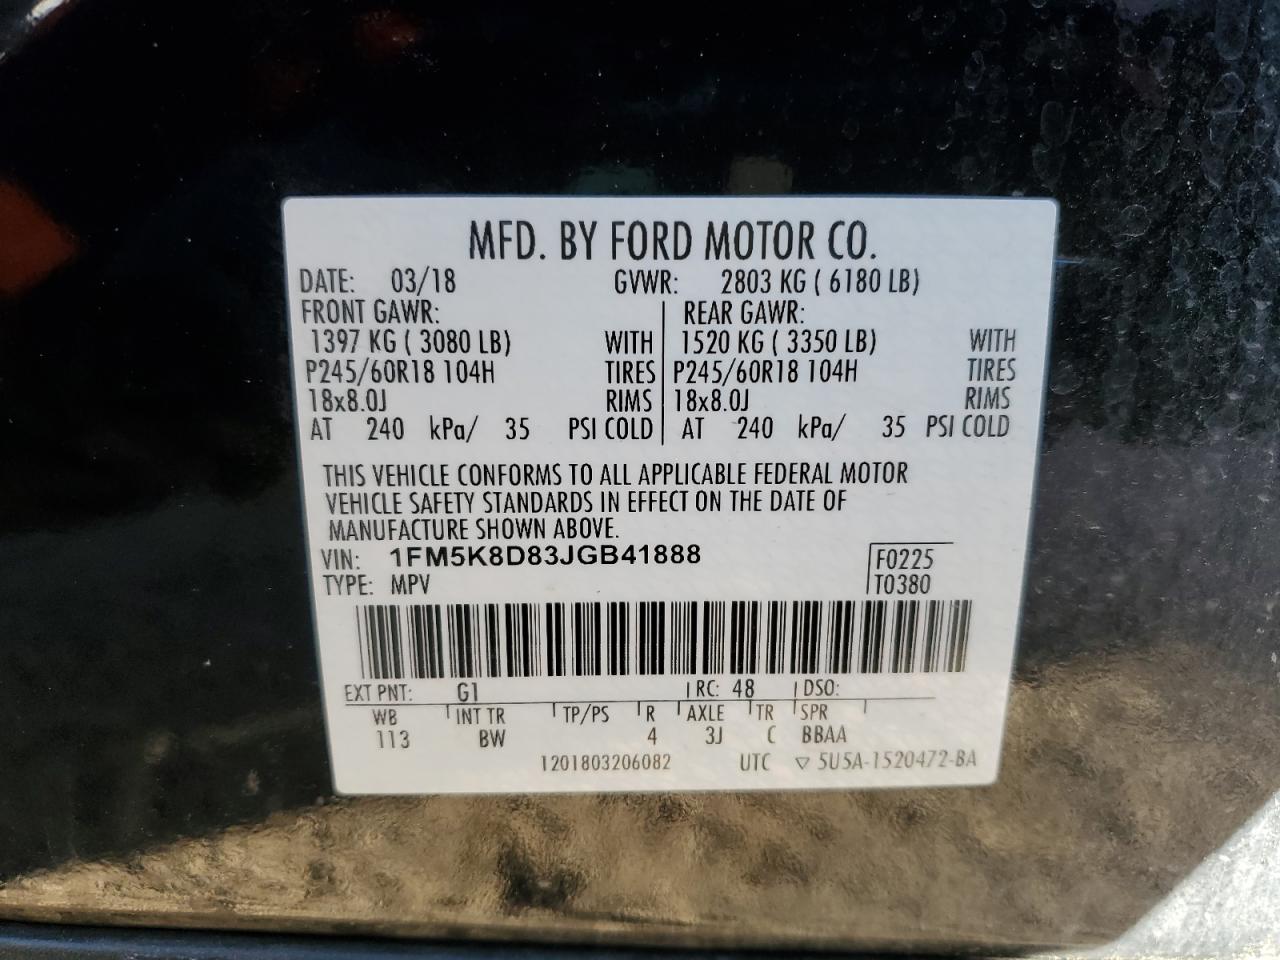 MFD. BY FORD MOTOR CO.
DATE: 03/18 GVWR: 2803 KG ( 6180 LB)
FRONT GAWR: REAR GAWR:
1397 KG ( 3080 LB) WITH 1520 KG ( 3350 LB) WITH
P245/60R18 104H TIRES P245/60R18 104H TIRES
18x8.0J RIMS 18x8.0J RIMS
AT 240 kPa/ 35 PSI COLD AT 240 kPa/ 35 PSI COLD
THIS VEHICLE CONFORMS TO ALL APPLICABLE FEDERAL MOTOR
VEHICLE SAFETY STANDARDS IN EFFECT ON THE DATE OF
MANUFACTURE SHOWN ABOVE.
VIN: 1FM5K8D83JGB41888 F0225
TYPE: MPV T0380
EXT PNT: G1 RC: 48 DSO:
WB INT TR TP/PS R AXLE TR SPR
113 BW 4 3J C BBAA
1201803206082 UTC ▽ 5U5A-1520472-BA